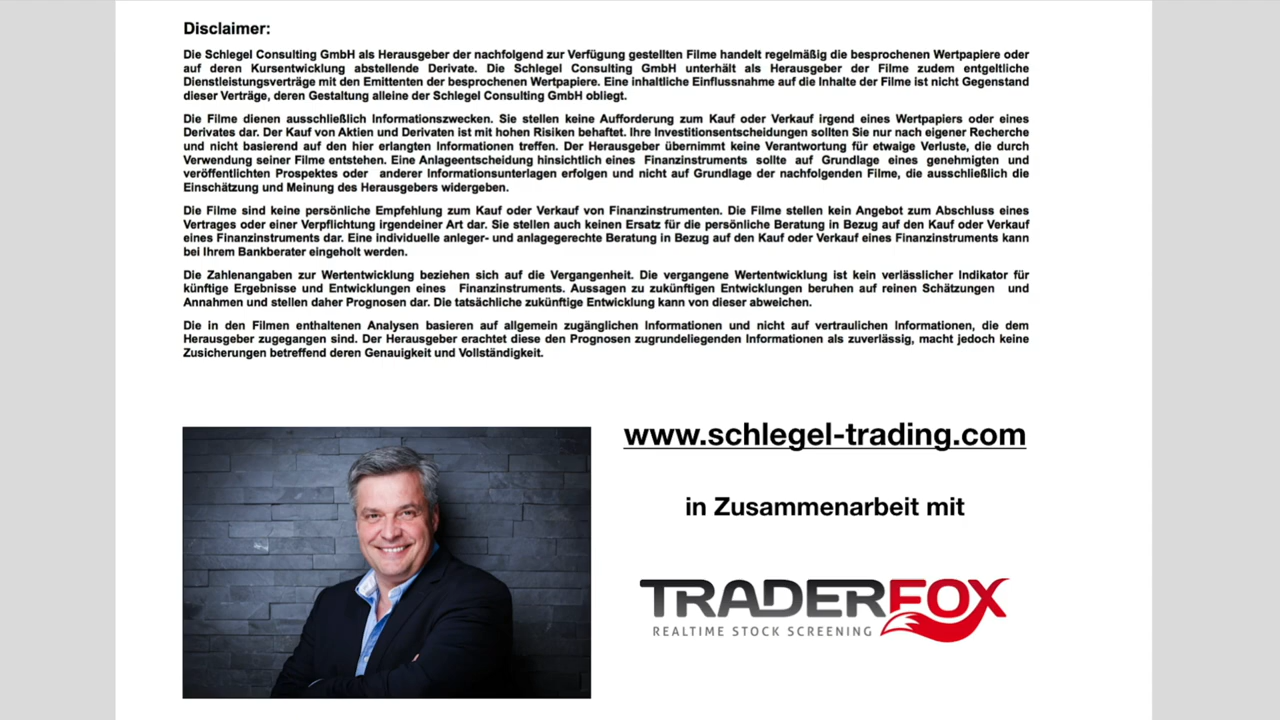 Disclaimer:
Die Schlegel Consulting GmbH als Herausgeber der nachfolgend zur Verfügung gestellten Filme handelt regelmäßig die besprochenen Wertpapiere oder
auf deren Kursentwicklung abstellende Derivate. Die Schlegel Consulting GmbH unterhält als Herausgeber der Filme zudem entgeltliche
Dienstleistungsverträge mit den Emittenten der besprochenen Wertpapiere. Eine inhaltliche Einflussnahme auf die Inhalte der Filme ist nicht Gegenstand
dieser Verträge, deren Gestaltung alleine der Schlegel Consulting GmbH obliegt.
Die Filme dienen ausschließlich Informationszwecken. Sie stellen keine Aufforderung zum Kauf oder Verkauf irgend eines Wertpapiers oder eines
Derivates dar. Der Kauf von Aktien und Derivaten ist mit hohen Risiken behaftet. Ihre Investitionsentscheidungen sollten Sie nur nach eigener Recherche
und nicht basierend auf den hier erlangten Informationen treffen. Der Herausgeber übernimmt keine Verantwortung für etwaige Verluste, die durch
Verwendung seiner Filme entstehen. Eine Anlageentscheidung hinsichtlich eines Finanzinstruments sollte auf Grundlage eines genehmigten und
veröffentlichten Prospektes oder anderer Informationsunterlagen erfolgen und nicht auf Grundlage der nachfolgenden Filme, die ausschließlich die
Einschätzung und Meinung des Herausgebers widergeben.
Die Filme sind keine persönliche Empfehlung zum Kauf oder Verkauf von Finanzinstrumenten. Die Filme stellen kein Angebot zum Abschluss eines
Vertrages oder einer Verpflichtung irgendeiner Art dar. Sie stellen auch keinen Ersatz für die persönliche Beratung in Bezug auf den Kauf oder Verkauf
eines Finanzinstruments dar. Eine individuelle anleger- und anlagegerechte Beratung in Bezug auf den Kauf oder Verkauf eines Finanzinstruments kann
bei Ihrem Bankberater eingeholt werden.
Die Zahlenangaben zur Wertentwicklung beziehen sich auf die Vergangenheit. Die vergangene Wertentwicklung ist kein verlässlicher Indikator für
künftige Ergebnisse und Entwicklungen eines Finanzinstruments. Aussagen zu zukünftigen Entwicklungen beruhen auf reinen Schätzungen und
Annahmen und stellen daher Prognosen dar. Die tatsächliche zukünftige Entwicklung kann von dieser abweichen.
Die in den Filmen enthaltenen Analysen basieren auf allgemein zugänglichen Informationen und nicht auf vertraulichen Informationen, die dem
Herausgeber zugegangen sind. Der Herausgeber erachtet diese den Prognosen zugrundeliegenden Informationen als zuverlässig, macht jedoch keine
Zusicherungen betreffend deren Genauigkeit und Vollständigkeit.
www.schlegel-trading.com
in Zusammenarbeit mit
TRADERFOX
REALTIME STOCK SCREENING